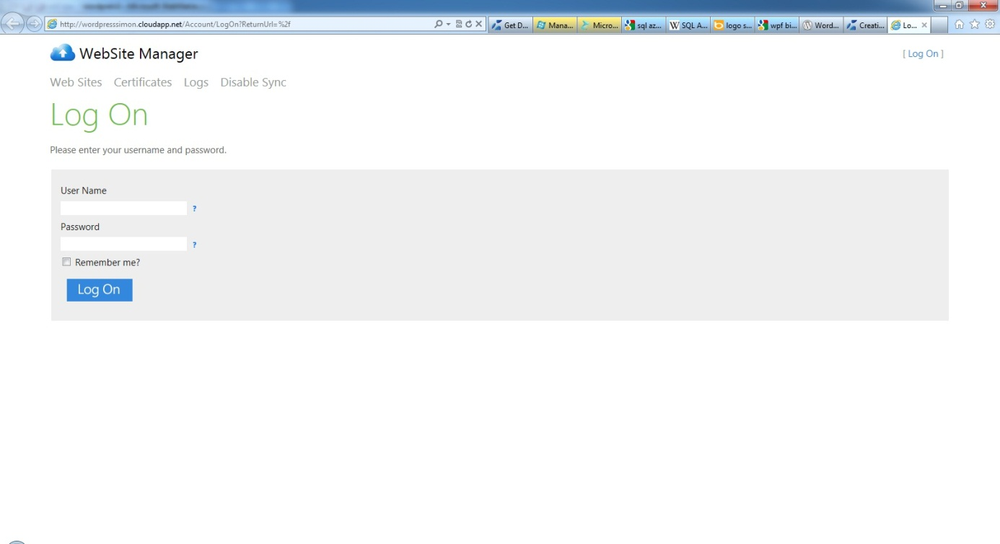 http://wordpresssimon.cloudapp.net/Account/LogOn?ReturnUrl=%2f
Get D... Mana... Micro... sql az... SQL A... logo s... wpf bi... Word... Creati... Lo...
WebSite Manager
[ Log On ]
Web Sites Certificates Logs Disable Sync
Log On
Please enter your username and password.
User Name
?
Password
?
Remember me?
Log On